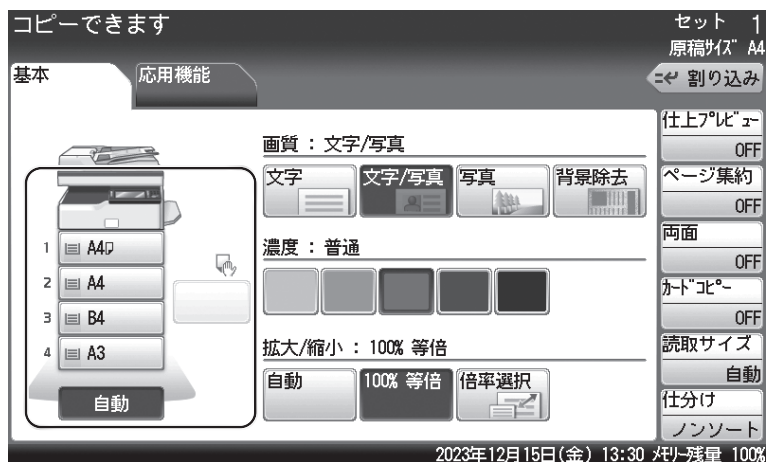 コピーできます
セット 1
原稿ｻｲｽﾞ A4
基本
応用機能
割り込み
画質 : 文字/写真
文字
文字/写真
写真
背景除去
濃度 : 普通
拡大/縮小 : 100% 等倍
自動
100% 等倍
倍率選択
1 A4
2 A4
3 B4
4 A3
自動
仕上ﾌﾟﾚﾋﾞｭｰ
OFF
ページ集約
OFF
両面
OFF
ｶｰﾄﾞｺﾋﾟｰ
OFF
読取サイズ
自動
仕分け
ノンソート
2023年12月15日(金) 13:30 ﾒﾓﾘｰ残量 100%